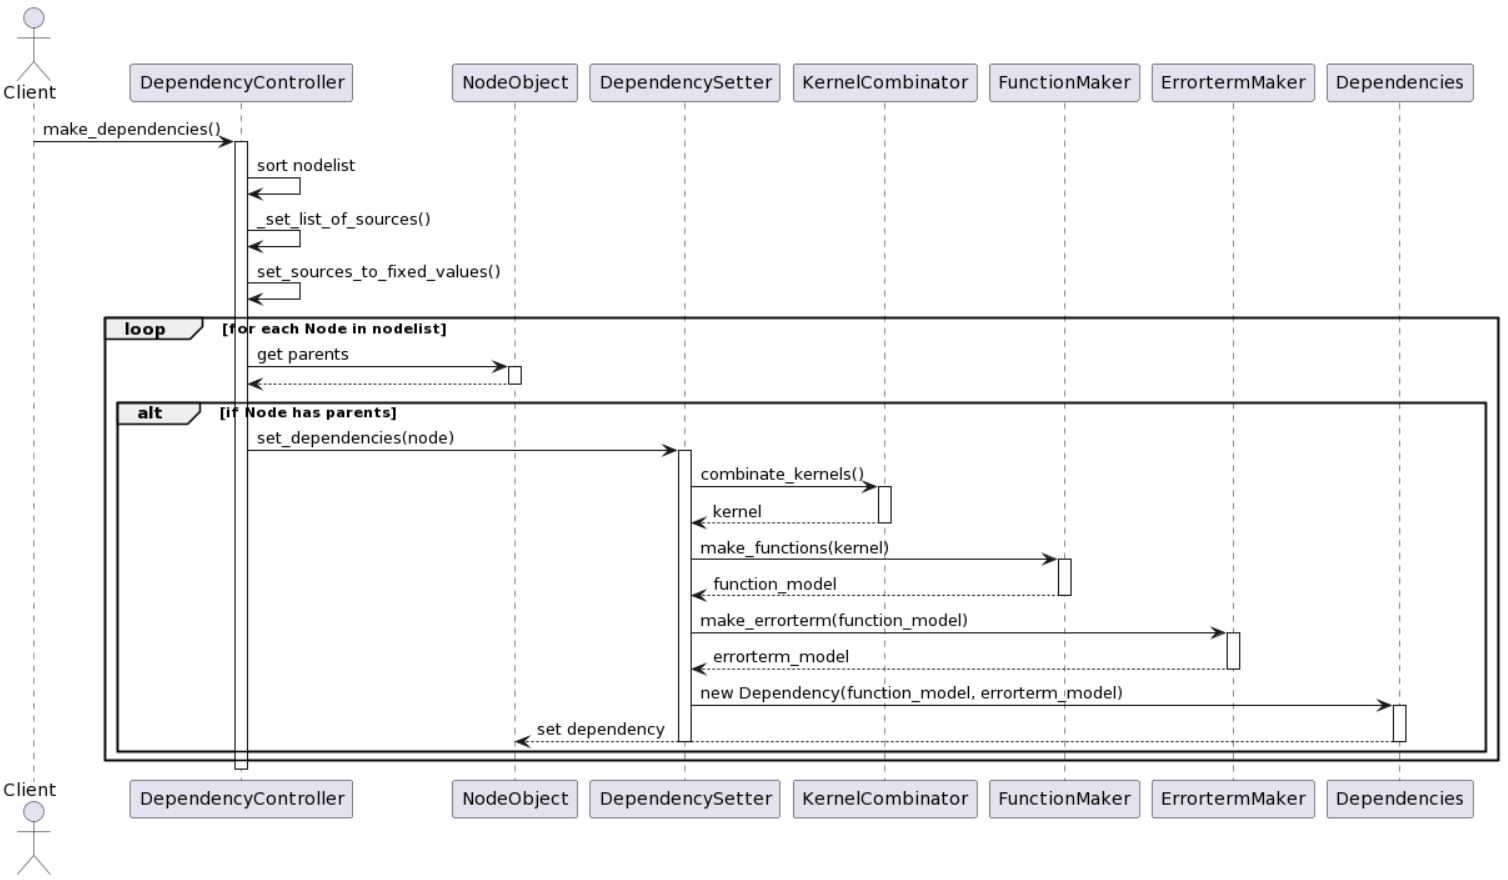 Client
DependencyController
NodeObject
DependencySetter
KernelCombinator
FunctionMaker
ErrortermMaker
Dependencies
make_dependencies()
sort nodelist
_set_list_of_sources()
set_sources_to_fixed_values()
loop
[for each Node in nodelist]
get parents
alt
[if Node has parents]
set_dependencies(node)
combinate_kernels()
kernel
make_functions(kernel)
function_model
make_errorterm(function_model)
errorterm_model
new Dependency(function_model, errorterm_model)
set dependency
Client
DependencyController
NodeObject
DependencySetter
KernelCombinator
FunctionMaker
ErrortermMaker
Dependencies